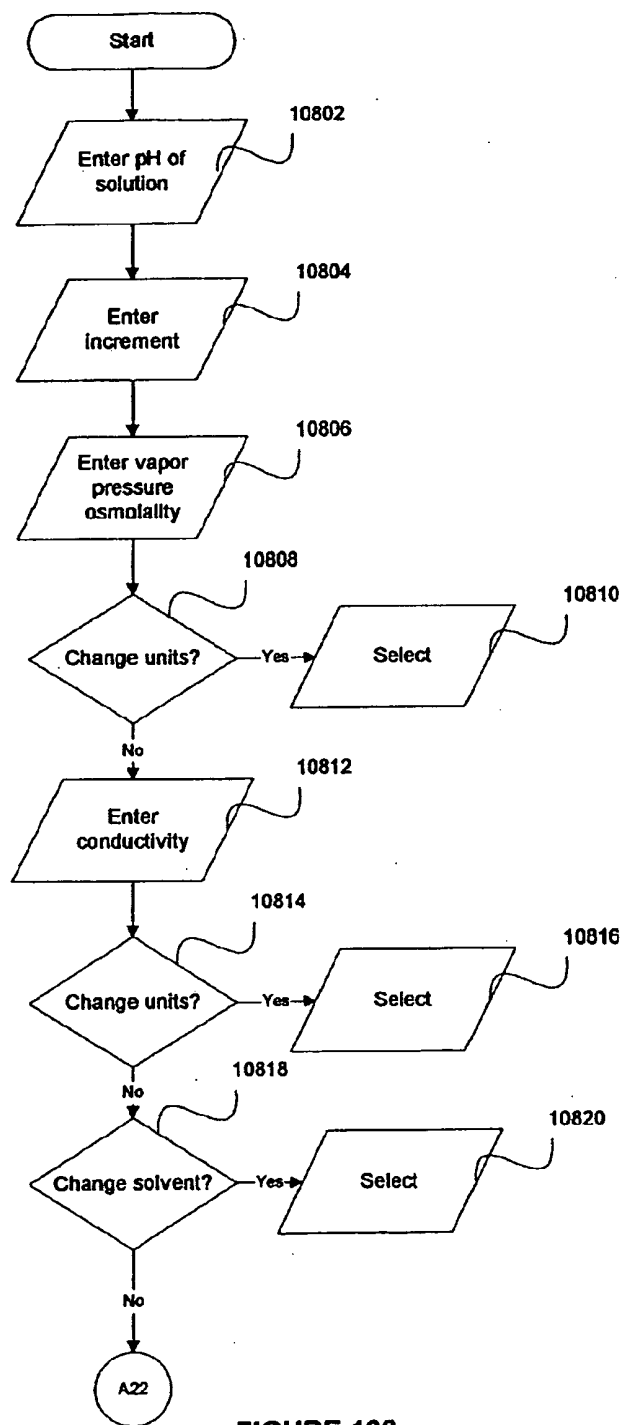 Start
10802
Enter pH of
solution
10804
Enter
increment
10806
Enter vapor
pressure
osmolality
10808
10810
Change units?
Yes
Select
No
10812
Enter
conductivity
10814
10816
Change units?
Yes
Select
No
10818
10820
Change solvent?
Yes
Select
No
A22